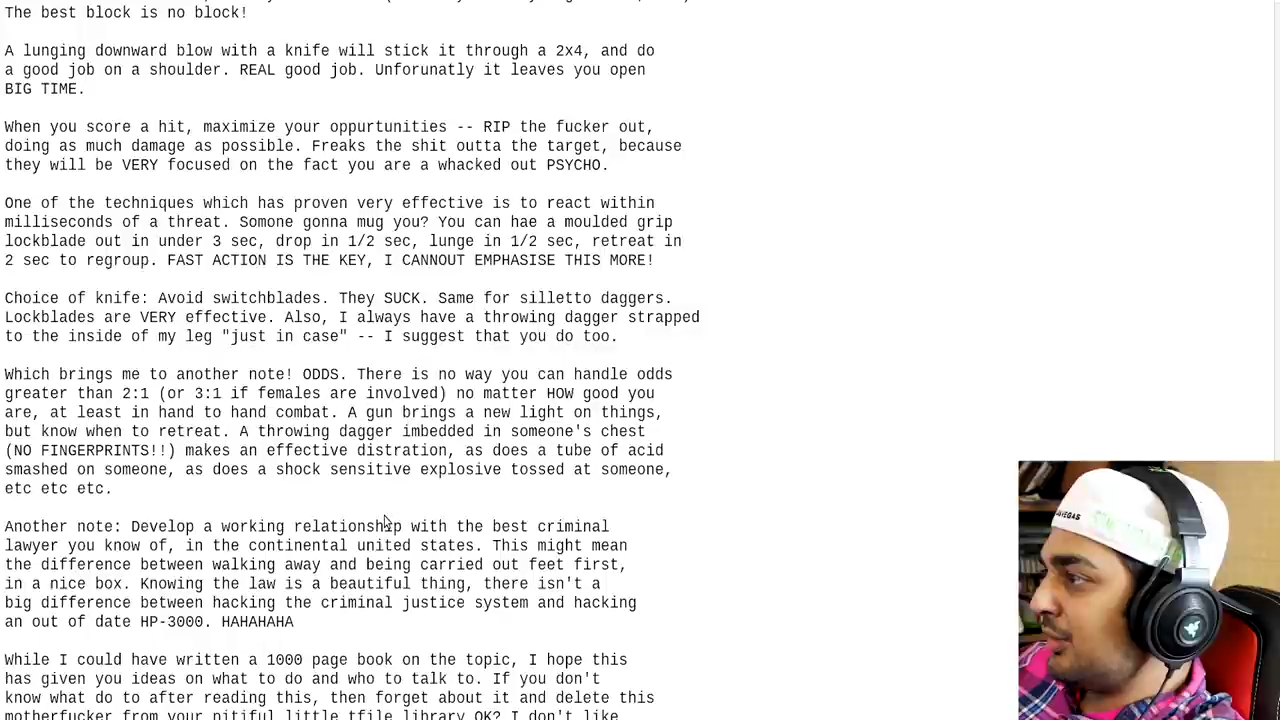 The best block is no block!
A lunging downward blow with a knife will stick it through a 2x4, and do
a good job on a shoulder. REAL good job. Unforunatly it leaves you open
BIG TIME.
When you score a hit, maximize your oppurtunities -- RIP the fucker out,
doing as much damage as possible. Freaks the shit outta the target, because
they will be VERY focused on the fact you are a whacked out PSYCHO.
One of the techniques which has proven very effective is to react within
milliseconds of a threat. Somone gonna mug you? You can hae a moulded grip
lockblade out in under 3 sec, drop in 1/2 sec, lunge in 1/2 sec, retreat in
2 sec to regroup. FAST ACTION IS THE KEY, I CANNOUT EMPHASISE THIS MORE!
Choice of knife: Avoid switchblades. They SUCK. Same for silletto daggers.
Lockblades are VERY effective. Also, I always have a throwing dagger strapped
to the inside of my leg "just in case" -- I suggest that you do too.
Which brings me to another note! ODDS. There is no way you can handle odds
greater than 2:1 (or 3:1 if females are involved) no matter HOW good you
are, at least in hand to hand combat. A gun brings a new light on things,
but know when to retreat. A throwing dagger imbedded in someone's chest
(NO FINGERPRINTS!!) makes an effective distration, as does a tube of acid
smashed on someone, as does a shock sensitive explosive tossed at someone,
etc etc etc.
Another note: Develop a working relationship with the best criminal
lawyer you know of, in the continental united states. This might mean
the difference between walking away and being carried out feet first,
in a nice box. Knowing the law is a beautiful thing, there isn't a
big difference between hacking the criminal justice system and hacking
an out of date HP-3000. HAHAHAHA
While I could have written a 1000 page book on the topic, I hope this
has given you ideas on what to do and who to talk to. If you don't
know what do to after reading this, then forget about it and delete this
motherfucker from your pitiful little tfile library OK? I don't like
VEGAS